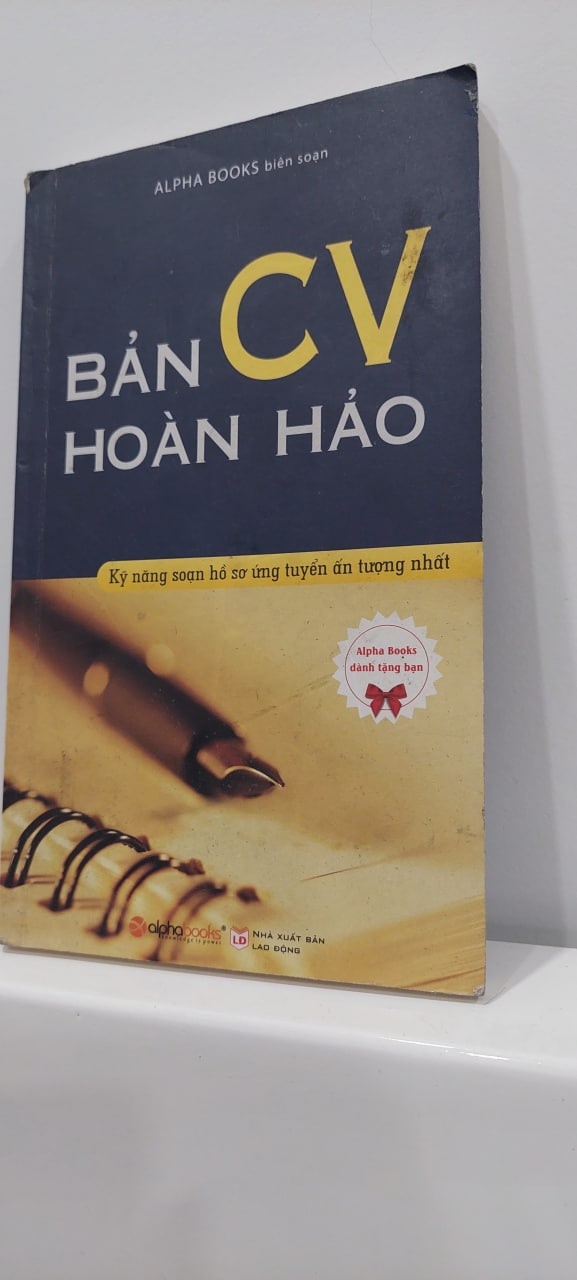 ALPHA BOOKS biên soạn
BẢN CV
HOÀN HẢO
Kỹ năng soạn hồ sơ ứng tuyển ấn tượng nhất
Alpha Books
dành tặng bạn
alphabooks®
knowledge is power
LD
NHÀ XUẤT BẢN
LAO ĐỘNG